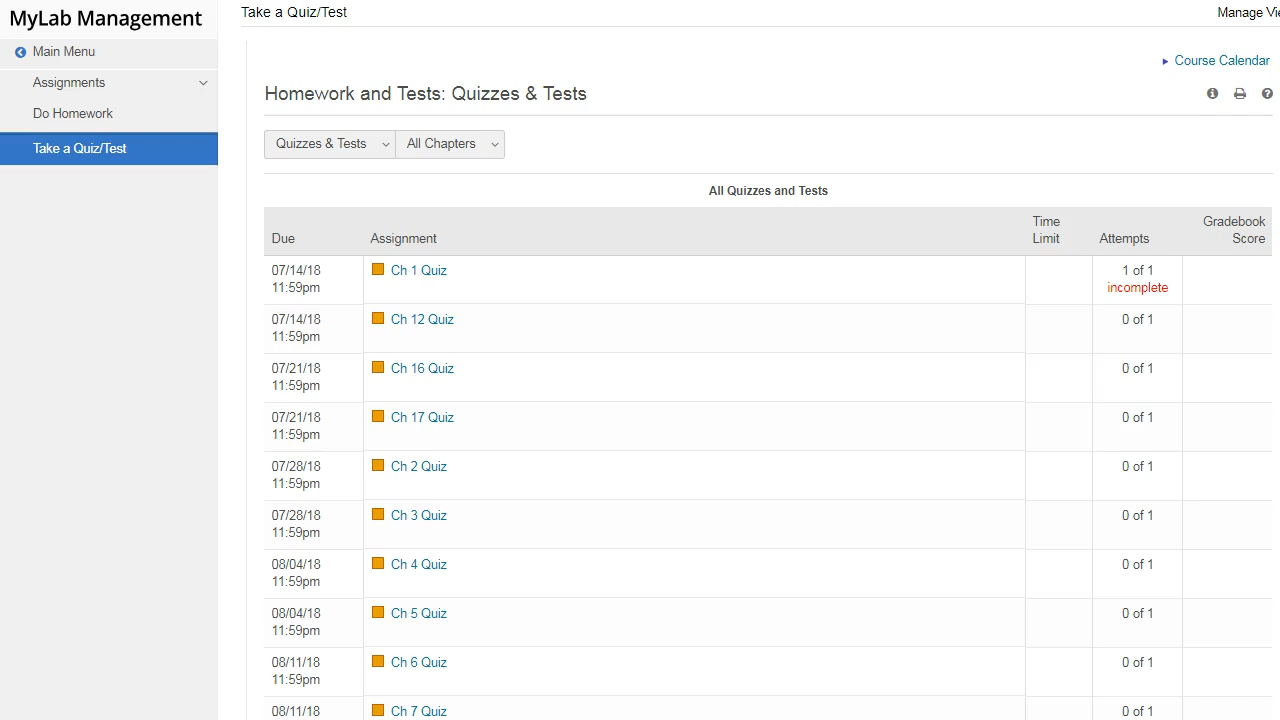 MyLab Management
Take a Quiz/Test
Main Menu
Assignments
Do Homework
Take a Quiz/Test
Course Calendar
Homework and Tests: Quizzes & Tests
Quizzes & Tests
All Chapters
All Quizzes and Tests
Due
Assignment
Time
Limit
Attempts
Gradebook
Score
07/14/18
11:59pm
Ch 1 Quiz
1 of 1
incomplete
07/14/18
11:59pm
Ch 12 Quiz
0 of 1
07/21/18
11:59pm
Ch 16 Quiz
0 of 1
07/21/18
11:59pm
Ch 17 Quiz
0 of 1
07/28/18
11:59pm
Ch 2 Quiz
0 of 1
07/28/18
11:59pm
Ch 3 Quiz
0 of 1
08/04/18
11:59pm
Ch 4 Quiz
0 of 1
08/04/18
11:59pm
Ch 5 Quiz
0 of 1
08/11/18
11:59pm
Ch 6 Quiz
0 of 1
08/11/18
Ch 7 Quiz
0 of 1
Manage